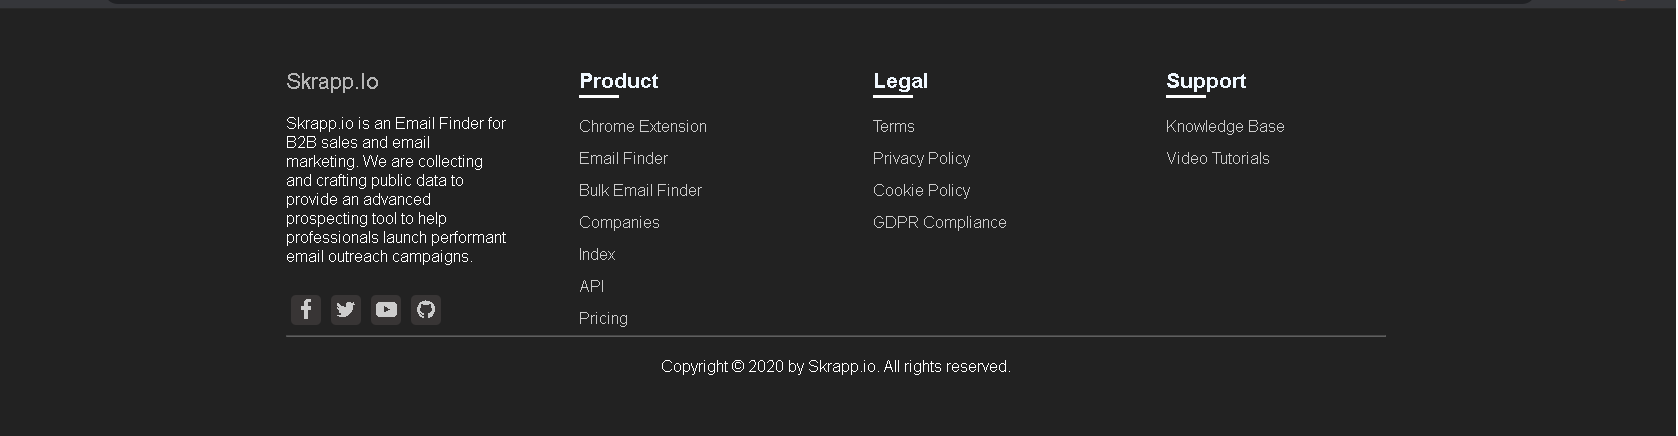 Skrapp.Io
Skrapp.io is an Email Finder for
B2B sales and email
marketing. We are collecting
and crafting public data to
provide an advanced
prospecting tool to help
professionals launch performant
email outreach campaigns.
Product
Chrome Extension
Email Finder
Bulk Email Finder
Companies
Index
API
Pricing
Legal
Terms
Privacy Policy
Cookie Policy
GDPR Compliance
Support
Knowledge Base
Video Tutorials
Copyright © 2020 by Skrapp.io. All rights reserved.